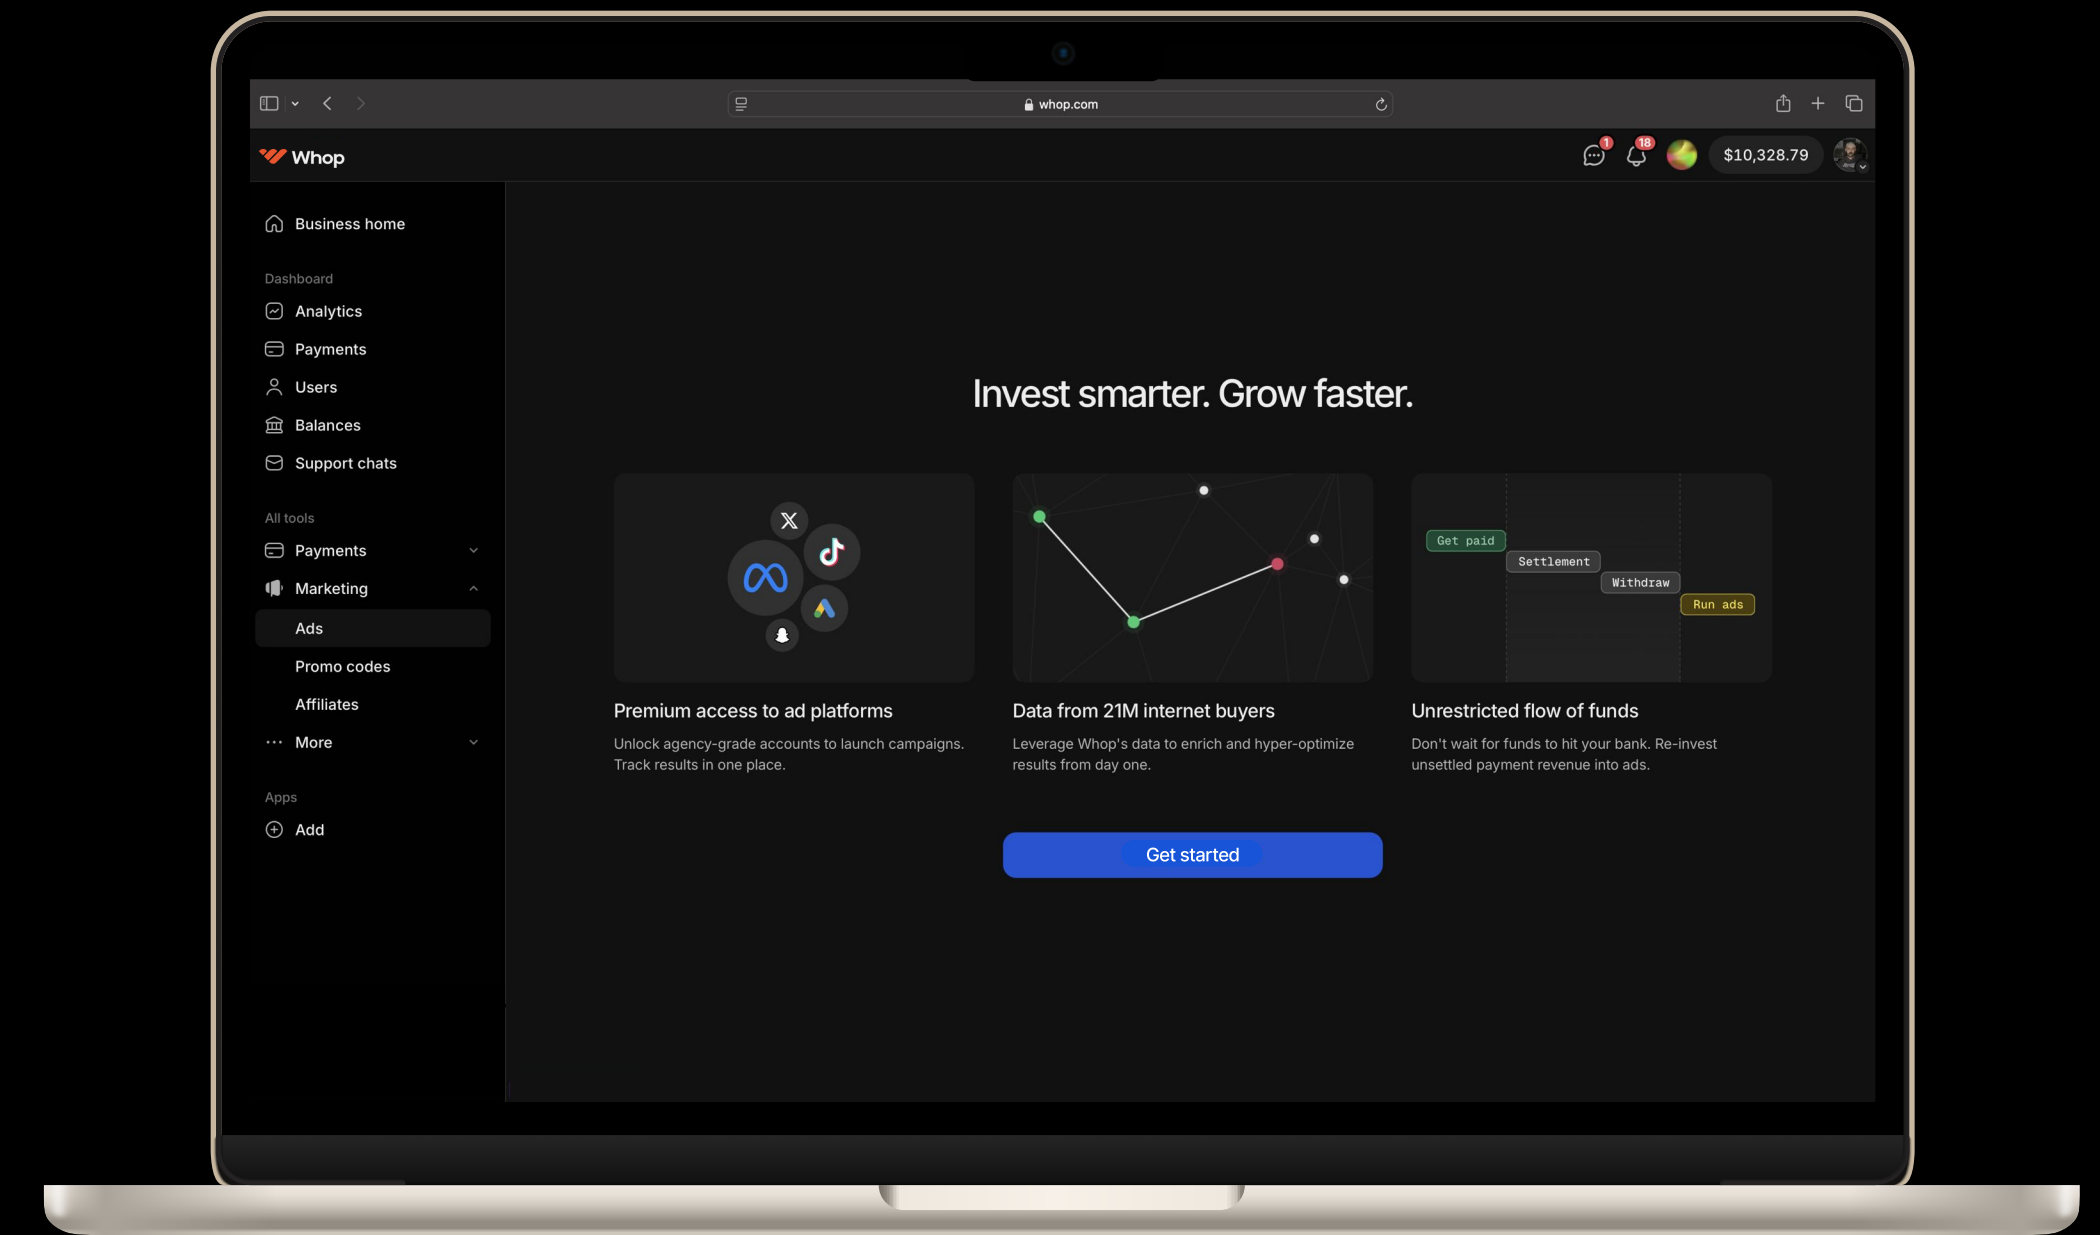 whop.com
Whop
1
18
$10,328.79
Business home
Dashboard
Analytics
Payments
Users
Balances
Support chats
All tools
Payments
Marketing
Ads
Promo codes
Affiliates
More
Apps
Add
Invest smarter. Grow faster.
Get paid
Settlement
Withdraw
Run ads
Premium access to ad platforms
Unlock agency-grade accounts to launch campaigns.
Track results in one place.
Data from 21M internet buyers
Leverage Whop's data to enrich and hyper-optimize
results from day one.
Unrestricted flow of funds
Don't wait for funds to hit your bank. Re-invest
unsettled payment revenue into ads.
Get started